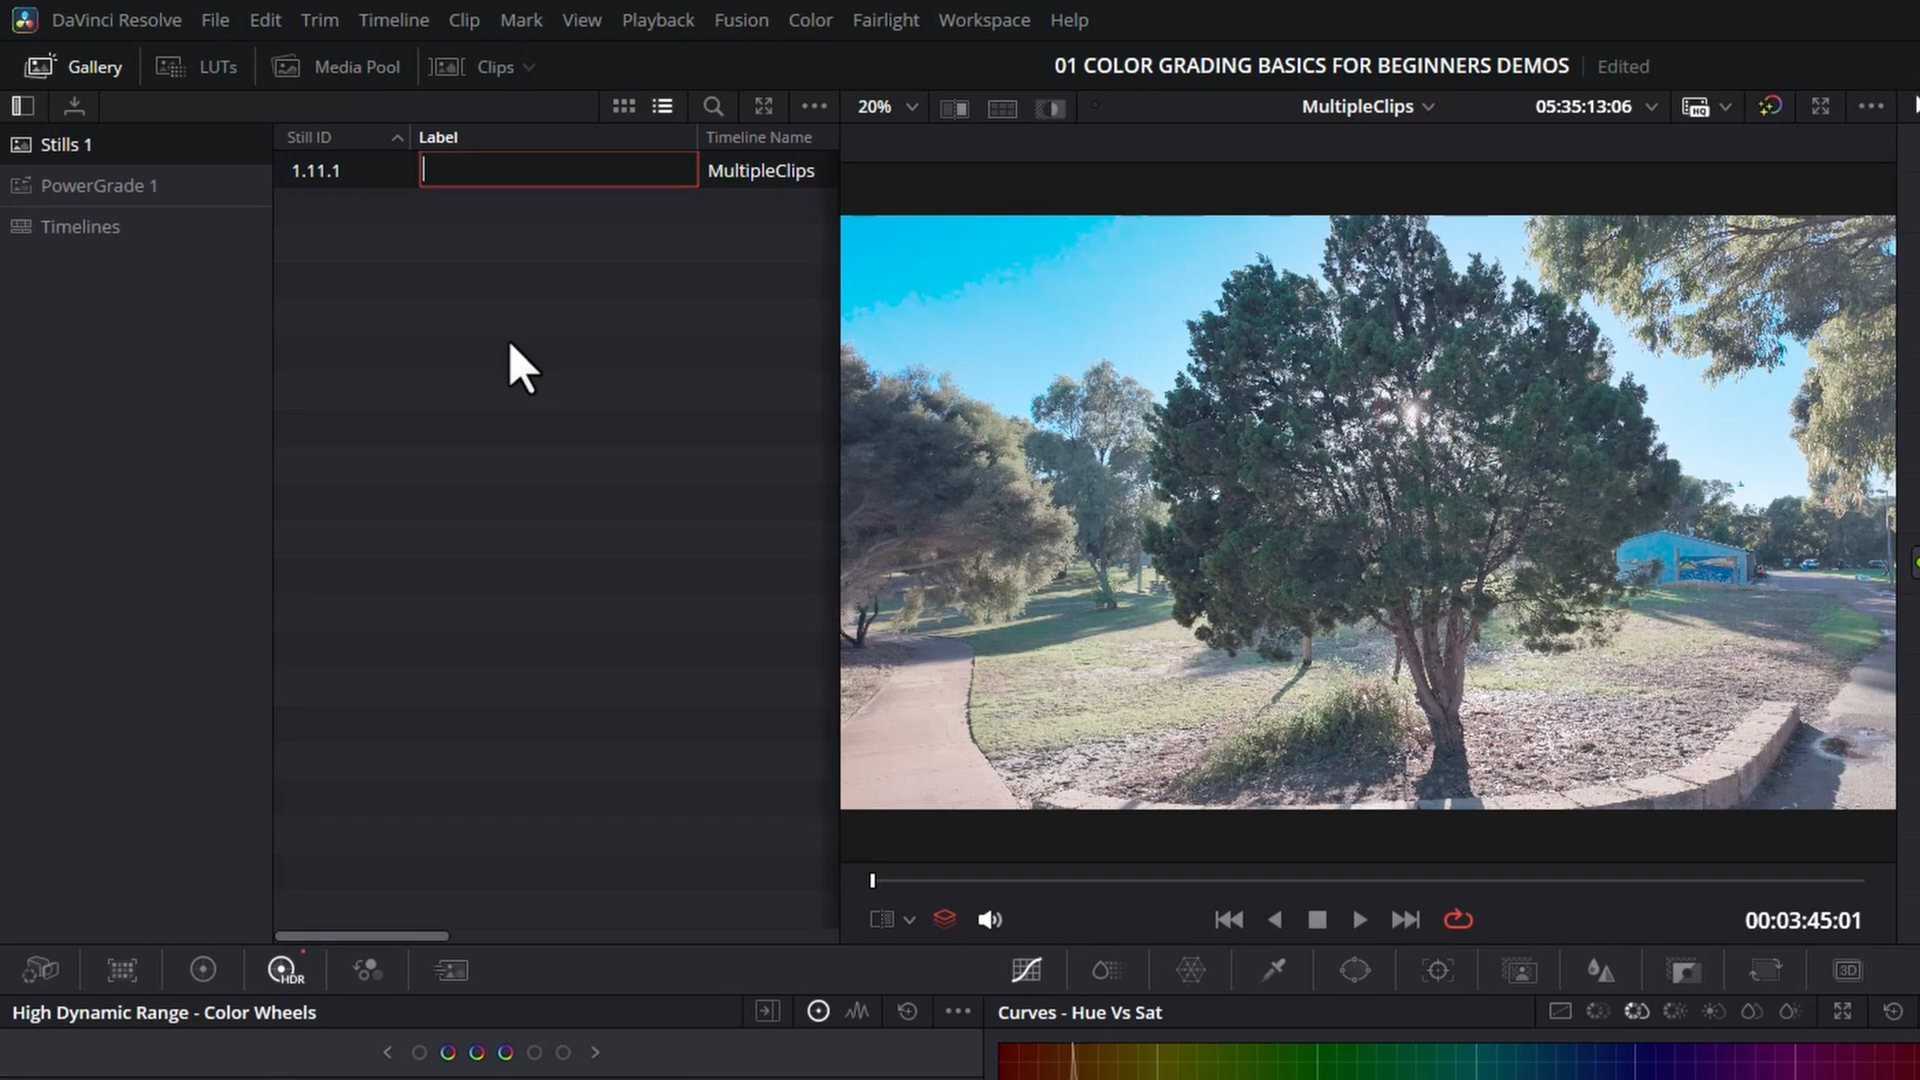 DaVinci Resolve File Edit Trim Timeline Clip Mark View Playback Fusion Color Fairlight Workspace Help
Gallery LUTs Media Pool Clips 01 COLOR GRADING BASICS FOR BEGINNERS DEMOS Edited
20% MultipleClips 05:35:13:06 HQ
Stills 1
PowerGrade 1
Timelines
Still ID Label Timeline Name
1.11.1 MultipleClips
00:03:45:01
HDR 3D
High Dynamic Range - Color Wheels Curves - Hue Vs Sat